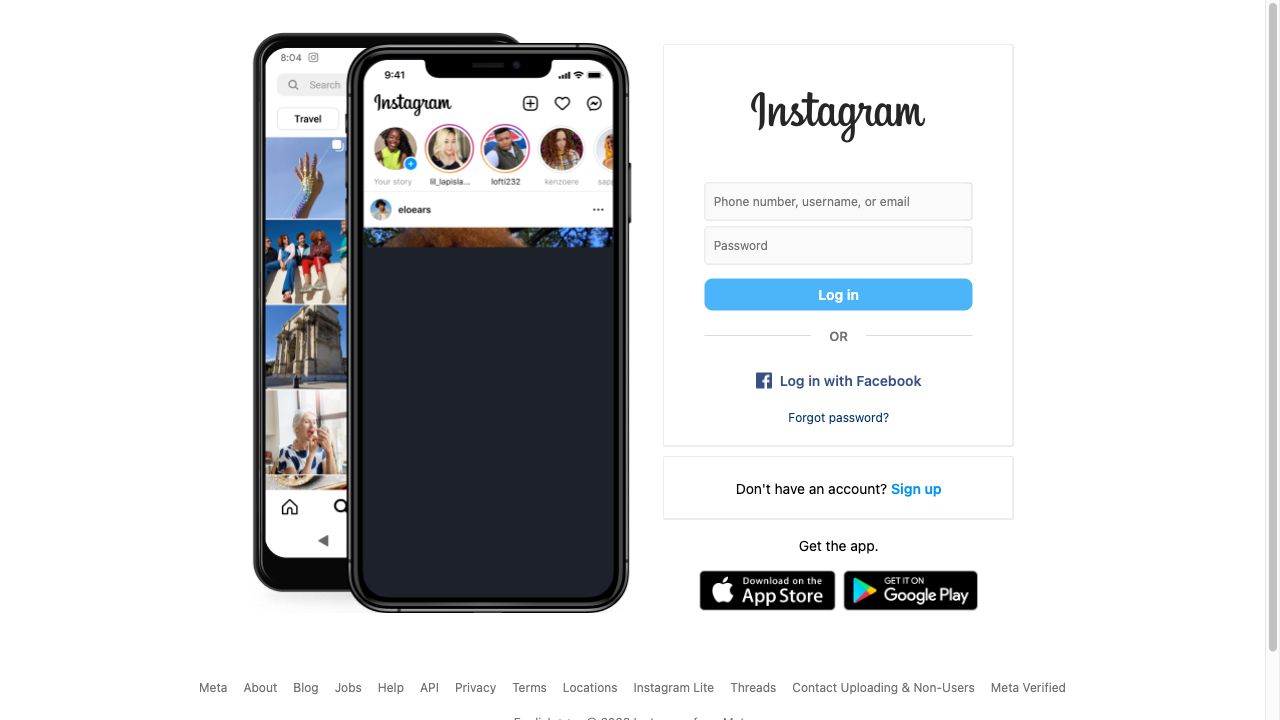 8:04
Search
Travel
9:41
Instagram
Your story
lil_lapisla...
lofti232
kenzoere
eloears
Instagram
Phone number, username, or email
Password
Log in
OR
Log in with Facebook
Forgot password?
Don't have an account? Sign up
Get the app.
Download on the
App Store
GET IT ON
Google Play
Meta About Blog Jobs Help API Privacy Terms Locations Instagram Lite Threads Contact Uploading & Non-Users Meta Verified